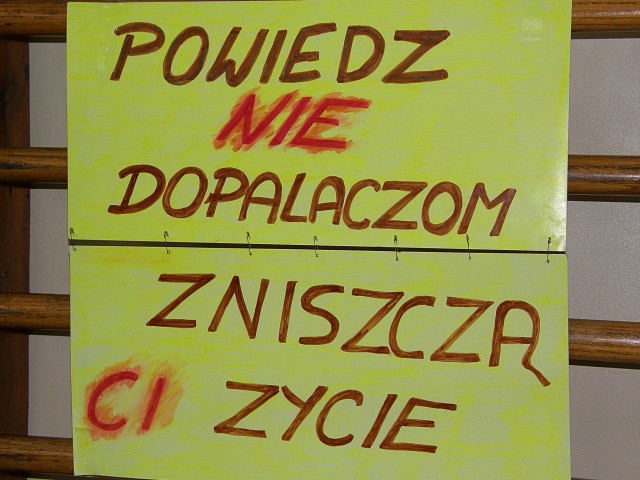 POWIEDZ
NIE
DOPALACZOM
ZNISZCZĄ
CI ZYCIE